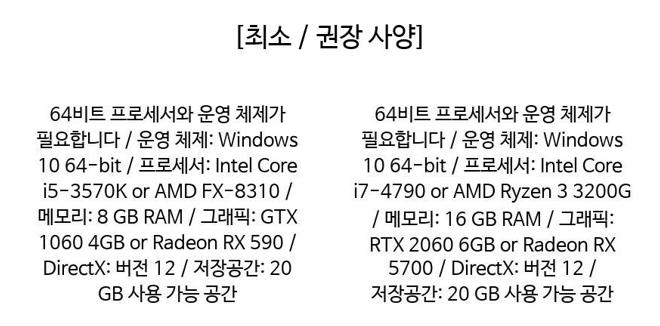 [최소 / 권장 사양]
64비트 프로세서와 운영 체제가
필요합니다 / 운영 체제: Windows
10 64-bit / 프로세서: Intel Core
i5-3570K or AMD FX-8310 /
메모리: 8 GB RAM / 그래픽: GTX
1060 4GB or Radeon RX 590 /
DirectX: 버전 12 / 저장공간: 20
GB 사용 가능 공간
64비트 프로세서와 운영 체제가
필요합니다 / 운영 체제: Windows
10 64-bit / 프로세서: Intel Core
i7-4790 or AMD Ryzen 3 3200G
/ 메모리: 16 GB RAM / 그래픽:
RTX 2060 6GB or Radeon RX
5700 / DirectX: 버전 12 /
저장공간: 20 GB 사용 가능 공간